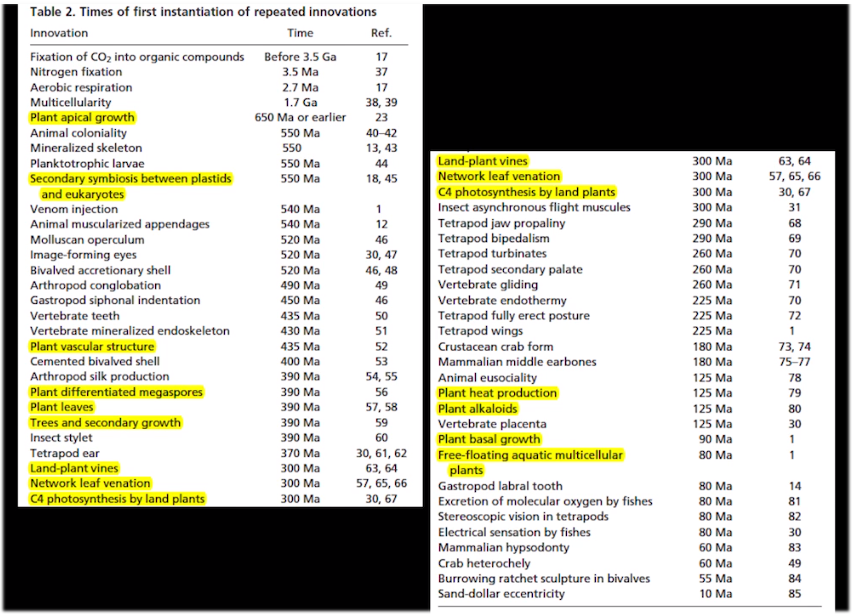 Table 2. Times of first instantiation of repeated innovations
Innovation Time Ref.
Fixation of CO₂ into organic compounds Before 3.5 Ga 17
Nitrogen fixation 3.5 Ma 37
Aerobic respiration 2.7 Ma 17
Multicellularity 1.7 Ga 38, 39
Plant apical growth 650 Ma or earlier 23
Animal coloniality 550 Ma 40–42
Mineralized skeleton 550 13, 43
Planktotrophic larvae 550 Ma 44
Secondary symbiosis between plastids 550 Ma 18, 45
and eukaryotes
Venom injection 540 Ma 1
Animal muscularized appendages 540 Ma 12
Molluscan operculum 520 Ma 46
Image-forming eyes 520 Ma 30, 47
Bivalved accretionary shell 520 Ma 46, 48
Arthropod conglobation 490 Ma 49
Gastropod siphonal indentation 450 Ma 46
Vertebrate teeth 435 Ma 50
Vertebrate mineralized endoskeleton 430 Ma 51
Plant vascular structure 435 Ma 52
Cemented bivalved shell 400 Ma 53
Arthropod silk production 390 Ma 54, 55
Plant differentiated megaspores 390 Ma 56
Plant leaves 390 Ma 57, 58
Trees and secondary growth 390 Ma 59
Insect stylet 390 Ma 60
Tetrapod ear 370 Ma 30, 61, 62
Land-plant vines 300 Ma 63, 64
Network leaf venation 300 Ma 57, 65, 66
C4 photosynthesis by land plants 300 Ma 30, 67
Land-plant vines 300 Ma 63, 64
Network leaf venation 300 Ma 57, 65, 66
C4 photosynthesis by land plants 300 Ma 30, 67
Insect asynchronous flight muscules 300 Ma 31
Tetrapod jaw propaliny 290 Ma 68
Tetrapod bipedalism 290 Ma 69
Tetrapod turbinates 260 Ma 70
Tetrapod secondary palate 260 Ma 70
Vertebrate gliding 260 Ma 71
Vertebrate endothermy 225 Ma 70
Tetrapod fully erect posture 225 Ma 72
Tetrapod wings 225 Ma 1
Crustacean crab form 180 Ma 73, 74
Mammalian middle earbones 180 Ma 75–77
Animal eusociality 125 Ma 78
Plant heat production 125 Ma 79
Plant alkaloids 125 Ma 80
Vertebrate placenta 125 Ma 30
Plant basal growth 90 Ma 1
Free-floating aquatic multicellular 80 Ma 1
plants
Gastropod labral tooth 80 Ma 14
Excretion of molecular oxygen by fishes 80 Ma 81
Stereoscopic vision in tetrapods 80 Ma 82
Electrical sensation by fishes 80 Ma 30
Mammalian hypsodonty 60 Ma 83
Crab heterochely 60 Ma 49
Burrowing ratchet sculpture in bivalves 55 Ma 84
Sand-dollar eccentricity 10 Ma 85